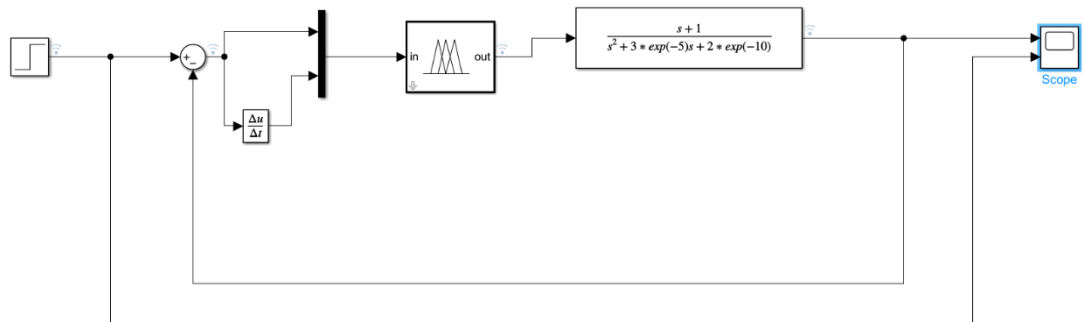 +
−
Δu
Δt
in
out
s + 1
s² + 3 * exp(−5)s + 2 * exp(−10)
Scope